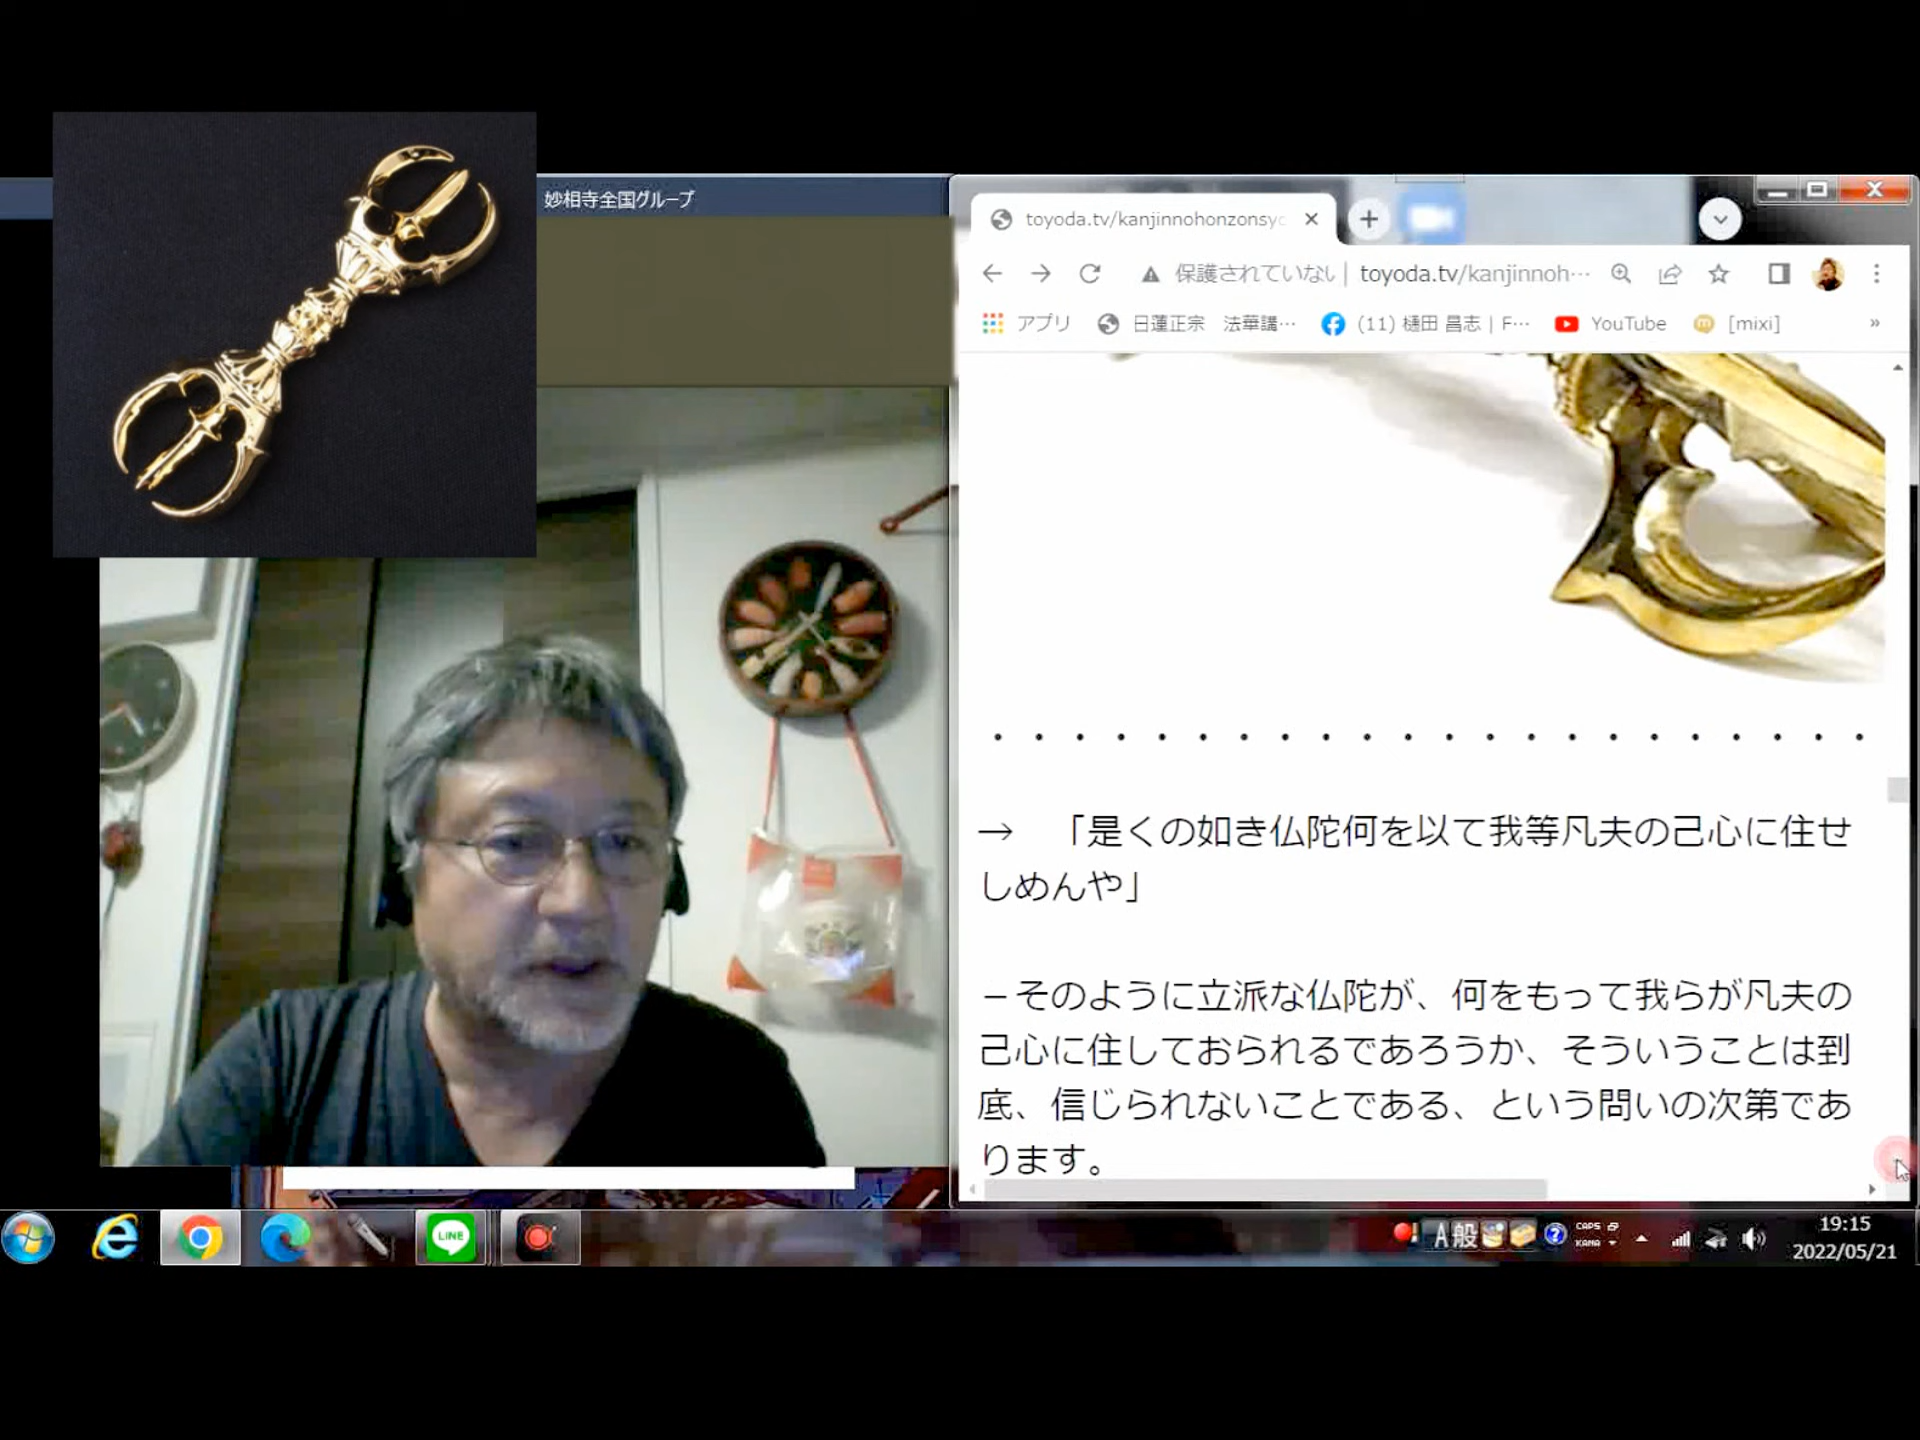 妙相寺全国グループ
toyoda.tv/kanjinnohonzonsyc
保護されていない toyoda.tv/kanjinnoh…
アプリ 日蓮正宗 法華講… (11) 樋田 昌志 | F… YouTube [mixi] »
→ 「是くの如き仏陀何を以て我等凡夫の己心に住せ
しめんや」
－そのように立派な仏陀が、何をもって我らが凡夫の
己心に住しておられるであろうか、そういうことは到
底、信じられないことである、という問いの次第であ
ります。
LINE
A 般 CAPS KANA
19:15
2022/05/21